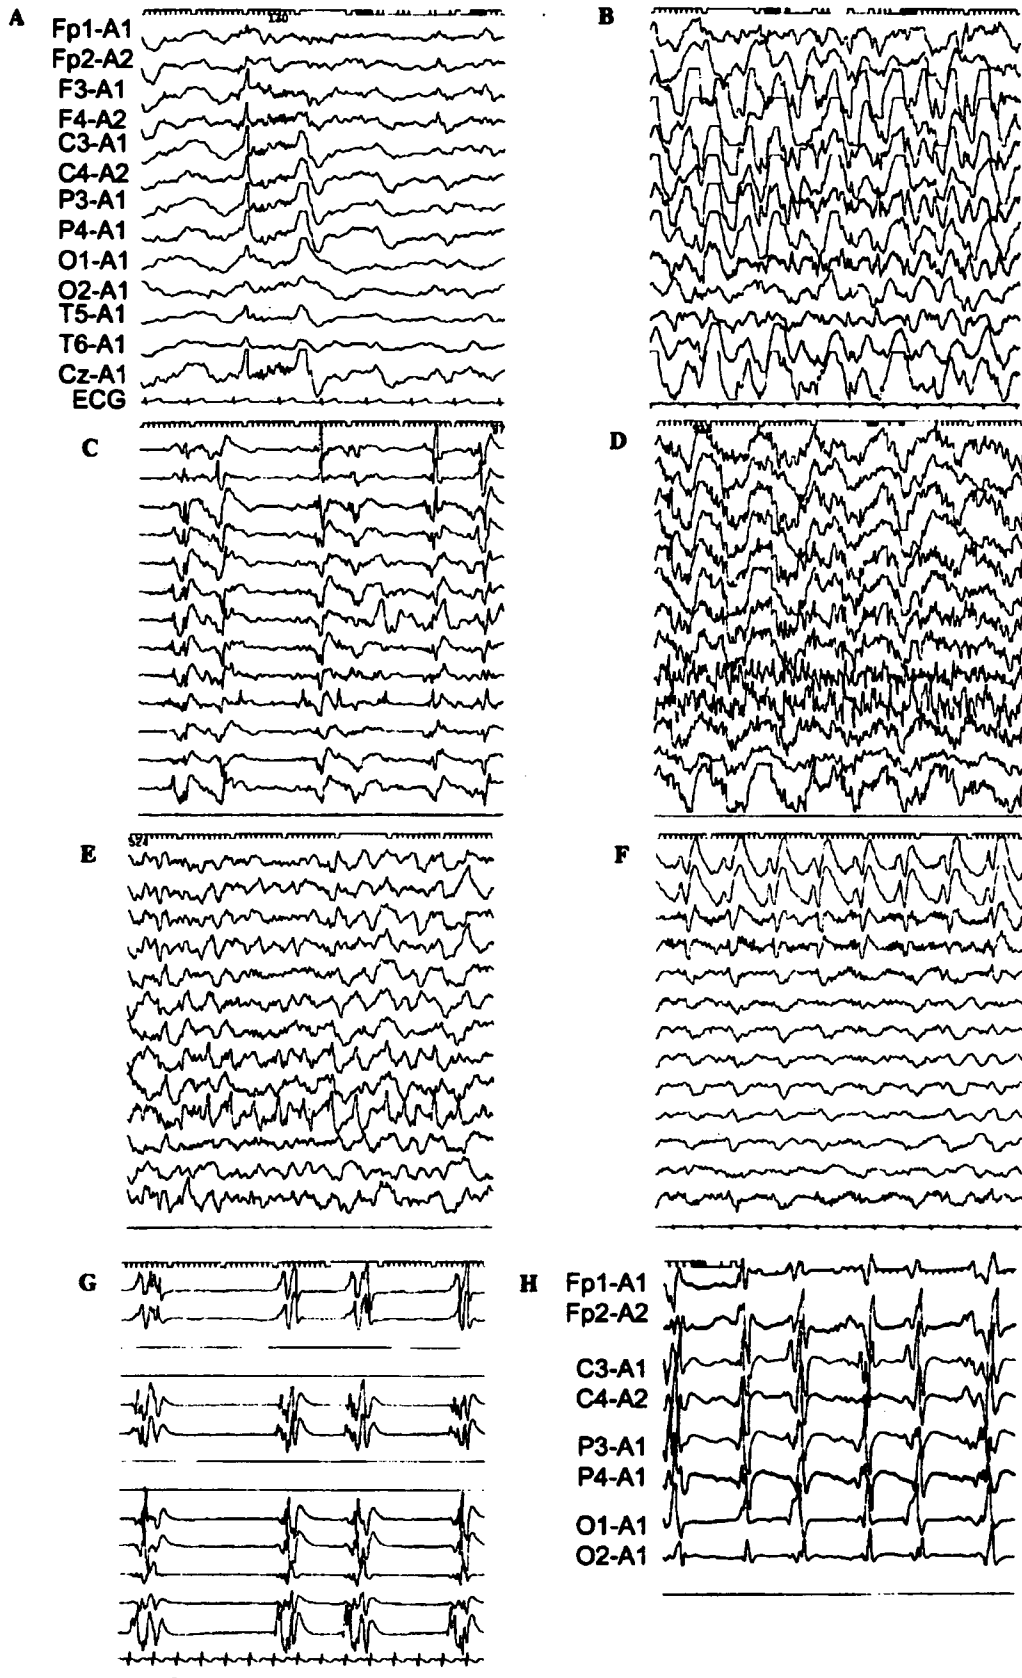 A
B
Fp1-A1
Fp2-A2
F3-A1
F4-A2
C3-A1
C4-A2
P3-A1
P4-A1
O1-A1
O2-A1
T5-A1
T6-A1
Cz-A1
ECG
C
D
E
524
F
G
H
Fp1-A1
Fp2-A2
C3-A1
C4-A2
P3-A1
P4-A1
O1-A1
O2-A1